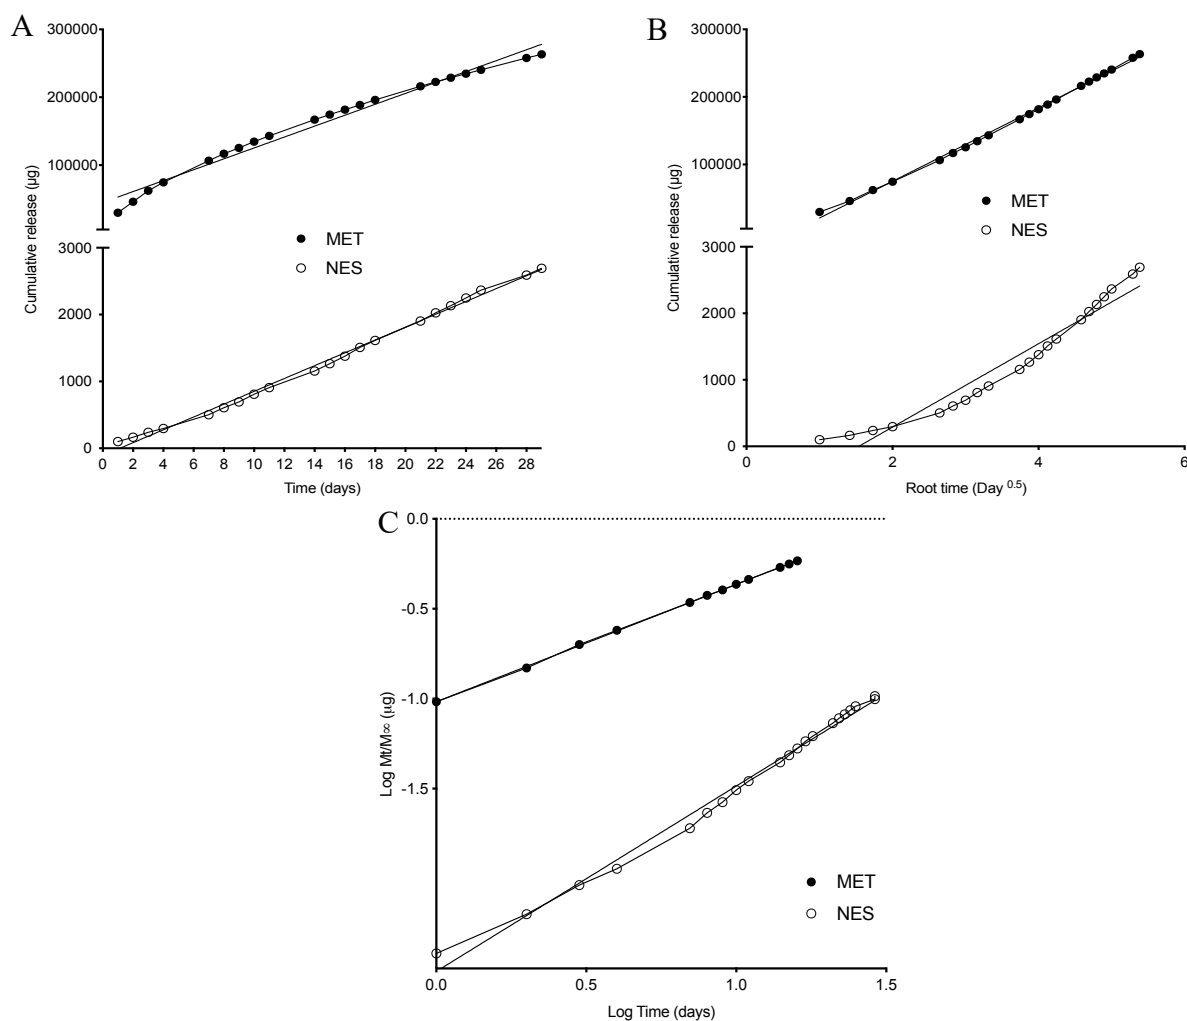 A
300000
200000
100000
3000
2000
1000
0
Cumulative release (µg)
MET
NES
0 2 4 6 8 10 12 14 16 18 20 22 24 26 28
Time (days)
B
300000
200000
100000
3000
2000
1000
0
Cumulative release (µg)
MET
NES
0 2 4 6
Root time (Day 0.5)
C
0.0
-0.5
-1.0
-1.5
Log Mt/M∞ (µg)
MET
NES
0.0 0.5 1.0 1.5
Log Time (days)